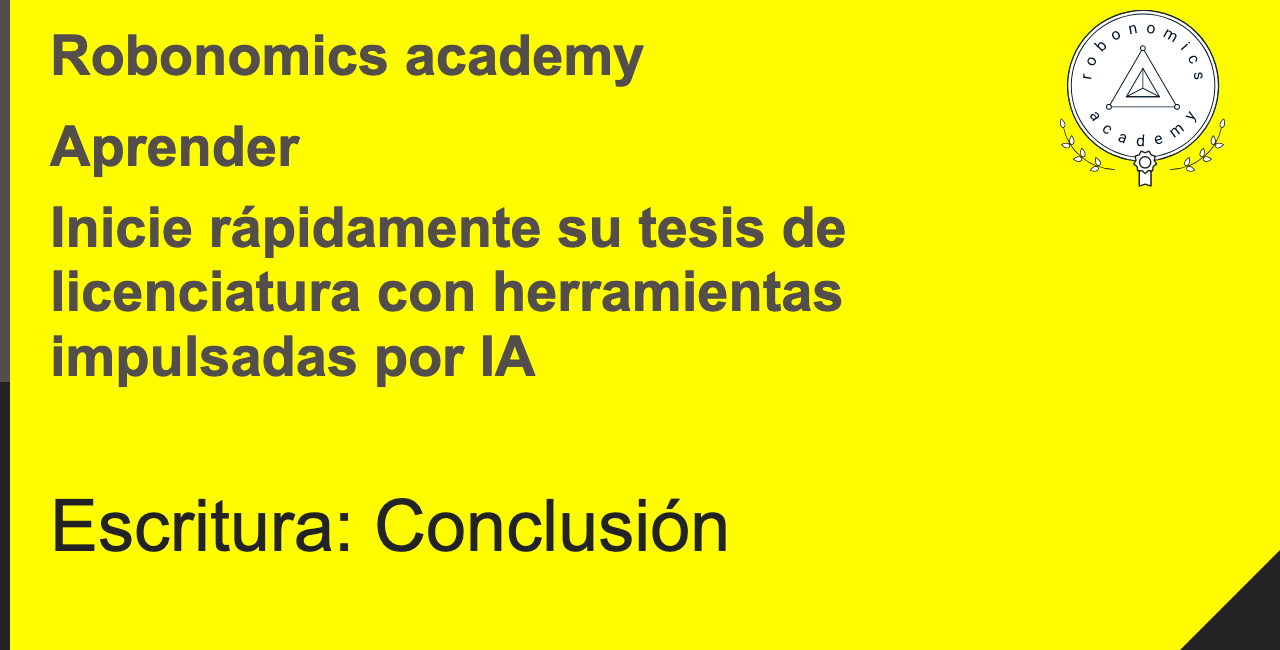 Robonomics academy
Aprender
Inicie rápidamente su tesis de
licenciatura con herramientas
impulsadas por IA
Escritura: Conclusión
robonomics
academy